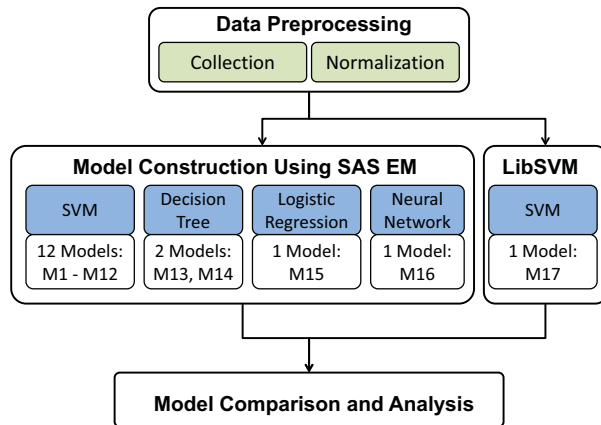 Data Preprocessing
Collection
Normalization
Model Construction Using SAS EM
SVM
12 Models:
M1 - M12
Decision
Tree
2 Models:
M13, M14
Logistic
Regression
1 Model:
M15
Neural
Network
1 Model:
M16
LibSVM
SVM
1 Model:
M17
Model Comparison and Analysis